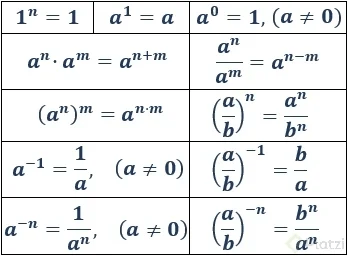 1ⁿ = 1
a¹ = a
a⁰ = 1, (a ≠ 0)
aⁿ · aᵐ = aⁿ⁺ᵐ
aⁿ / aᵐ = aⁿ⁻ᵐ
(aⁿ)ᵐ = aⁿ·ᵐ
(a/b)ⁿ = aⁿ/bⁿ
a⁻¹ = 1/a, (a ≠ 0)
(a/b)⁻¹ = b/a
a⁻ⁿ = 1/aⁿ, (a ≠ 0)
(a/b)⁻ⁿ = bⁿ/aⁿ
Platzi